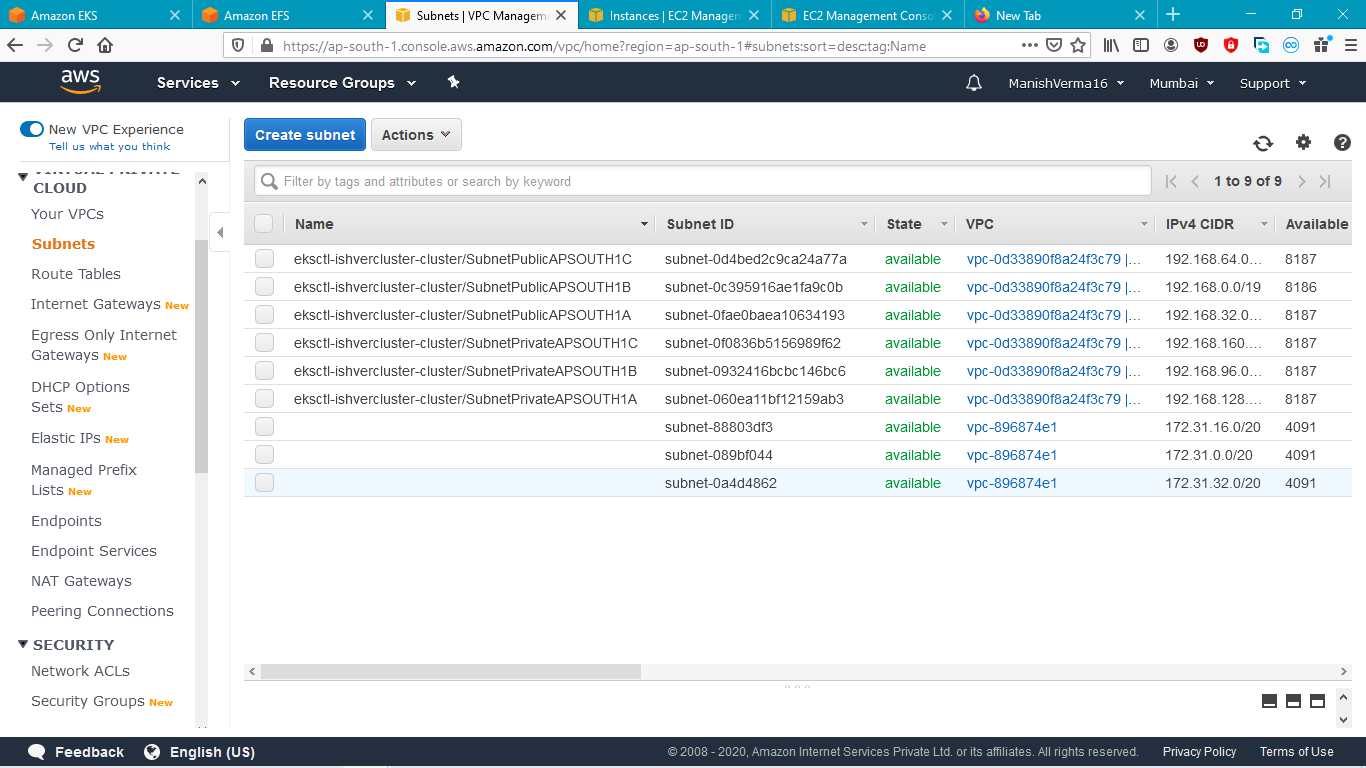 Amazon EKS
Amazon EFS
Subnets | VPC Manageme
Instances | EC2 Managem
EC2 Management Conso
New Tab
https://ap-south-1.console.aws.amazon.com/vpc/home?region=ap-south-1#subnets:sort=desc:tag:Name
aws
Services
Resource Groups
ManishVerma16
Mumbai
Support
New VPC Experience
Tell us what you think
VIRTUAL PRIVATE
CLOUD
Your VPCs
Subnets
Route Tables
Internet Gateways New
Egress Only Internet
Gateways New
DHCP Options
Sets New
Elastic IPs New
Managed Prefix
Lists New
Endpoints
Endpoint Services
NAT Gateways
Peering Connections
SECURITY
Network ACLs
Security Groups New
Create subnet
Actions
Filter by tags and attributes or search by keyword
1 to 9 of 9
Name Subnet ID State VPC IPv4 CIDR Available
eksctl-ishvercluster-cluster/SubnetPublicAPSOUTH1C subnet-0d4bed2c9ca24a77a available vpc-0d33890f8a24f3c79 |... 192.168.64.0... 8187
eksctl-ishvercluster-cluster/SubnetPublicAPSOUTH1B subnet-0c395916ae1fa9c0b available vpc-0d33890f8a24f3c79 |... 192.168.0.0/19 8186
eksctl-ishvercluster-cluster/SubnetPublicAPSOUTH1A subnet-0fae0baea10634193 available vpc-0d33890f8a24f3c79 |... 192.168.32.0... 8187
eksctl-ishvercluster-cluster/SubnetPrivateAPSOUTH1C subnet-0f0836b5156989f62 available vpc-0d33890f8a24f3c79 |... 192.168.160.... 8187
eksctl-ishvercluster-cluster/SubnetPrivateAPSOUTH1B subnet-0932416bcbc146bc6 available vpc-0d33890f8a24f3c79 |... 192.168.96.0... 8187
eksctl-ishvercluster-cluster/SubnetPrivateAPSOUTH1A subnet-060ea11bf12159ab3 available vpc-0d33890f8a24f3c79 |... 192.168.128.... 8187
subnet-88803df3 available vpc-896874e1 172.31.16.0/20 4091
subnet-089bf044 available vpc-896874e1 172.31.0.0/20 4091
subnet-0a4d4862 available vpc-896874e1 172.31.32.0/20 4091
Feedback
English (US)
© 2008 - 2020, Amazon Internet Services Private Ltd. or its affiliates. All rights reserved.
Privacy Policy
Terms of Use